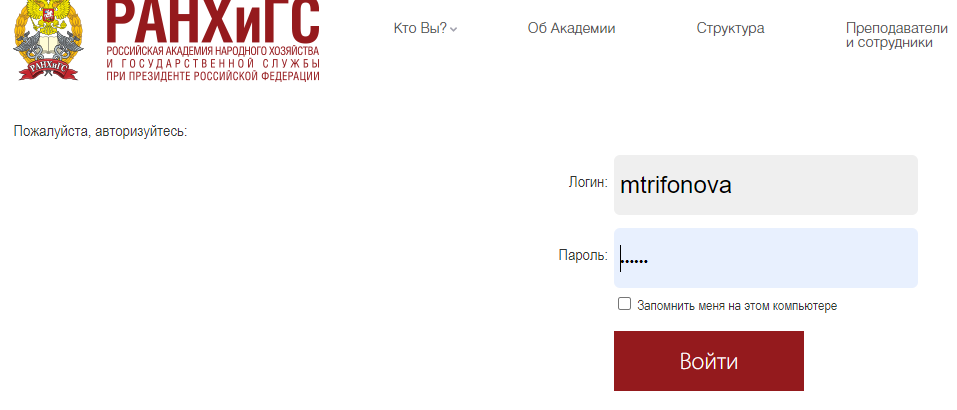 РАНХиГС
РОССИЙСКАЯ АКАДЕМИЯ НАРОДНОГО ХОЗЯЙСТВА
И ГОСУДАРСТВЕННОЙ СЛУЖБЫ
ПРИ ПРЕЗИДЕНТЕ РОССИЙСКОЙ ФЕДЕРАЦИИ
РАНХиГС
Кто Вы?
Об Академии
Структура
Преподаватели
и сотрудники
Пожалуйста, авторизуйтесь:
Логин: mtrifonova
Пароль: ······
Запомнить меня на этом компьютере
Войти